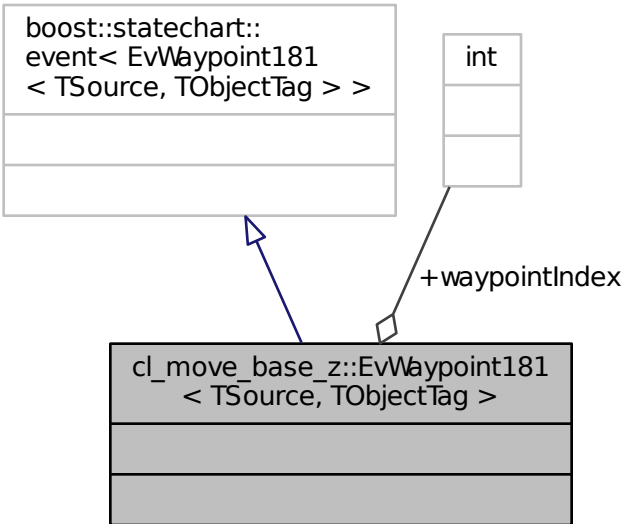 boost::statechart::
event< EvWaypoint181
< TSource, TObjectTag > >
int
+waypointIndex
cl_move_base_z::EvWaypoint181
< TSource, TObjectTag >